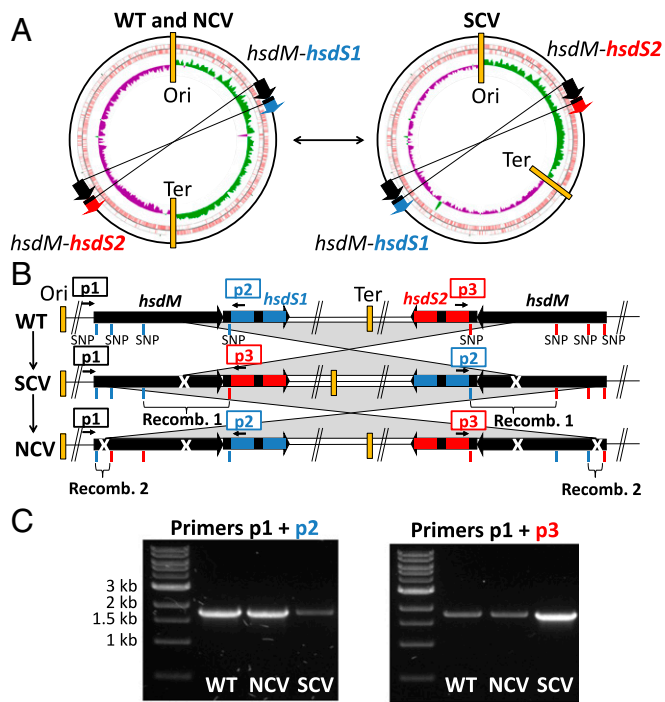 A
WT and NCV
SCV
hsdM-hsdS1
hsdM-hsdS2
Ori
Ori
Ter
Ter
hsdM-hsdS2
hsdM-hsdS1
B
Ori
p1
hsdM
p2
hsdS1
Ter
hsdS2
p3
hsdM
WT
SNP
SNP
SNP
SNP
SNP
SNP
SNP
SNP
p1
p3
p2
SCV
Recomb. 1
Recomb. 1
p1
p2
p3
NCV
Recomb. 2
Recomb. 2
C
Primers p1 + p2
Primers p1 + p3
3 kb
2 kb
1.5 kb
1 kb
WT NCV SCV
WT NCV SCV